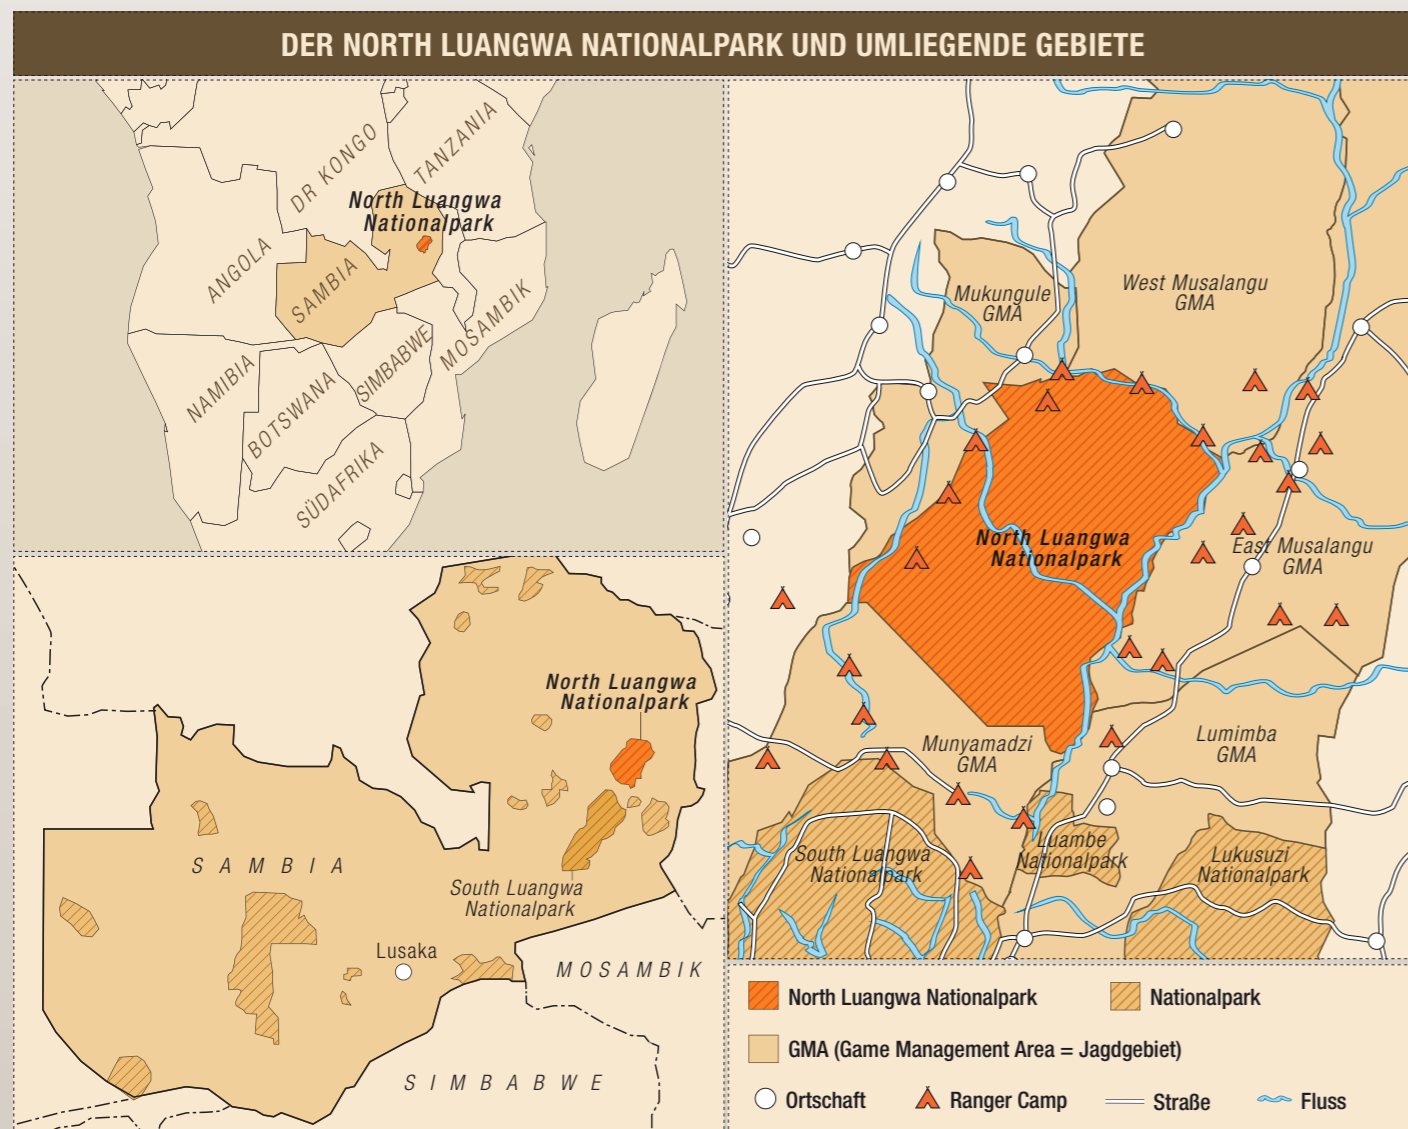 DER NORTH LUANGWA NATIONALPARK UND UMLIEGENDE GEBIETE
DR KONGO
TANZANIA
North Luangwa
Nationalpark
ANGOLA
SAMBIA
MOSAMBIK
SIMBABWE
NAMIBIA
BOTSWANA
SÜDAFRIKA
North Luangwa
Nationalpark
SAMBIA
South Luangwa
Nationalpark
Lusaka
MOSAMBIK
SIMBABWE
Mukungule
GMA
West Musalangu
GMA
North Luangwa
Nationalpark
East Musalangu
GMA
Munyamadzi
GMA
Lumimba
GMA
South Luangwa
Nationalpark
Luambe
Nationalpark
Lukusuzi
Nationalpark
North Luangwa Nationalpark
Nationalpark
GMA (Game Management Area = Jagdgebiet)
Ortschaft
Ranger Camp
Straße
Fluss